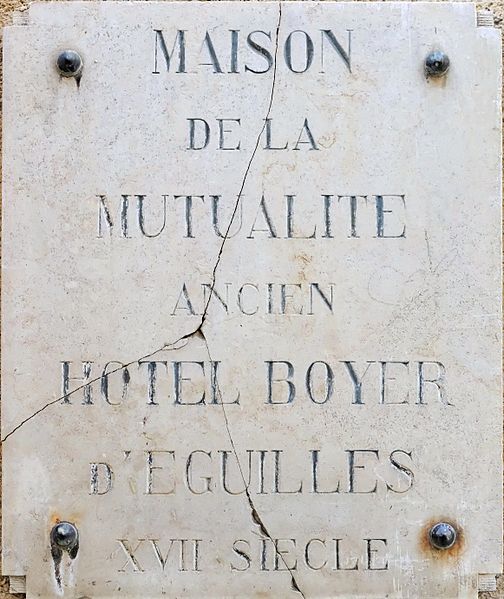 MAISON
DE LA
MUTUALITE
ANCIEN
HOTEL BOYER
D'EGUILLES
XVII SIECLE